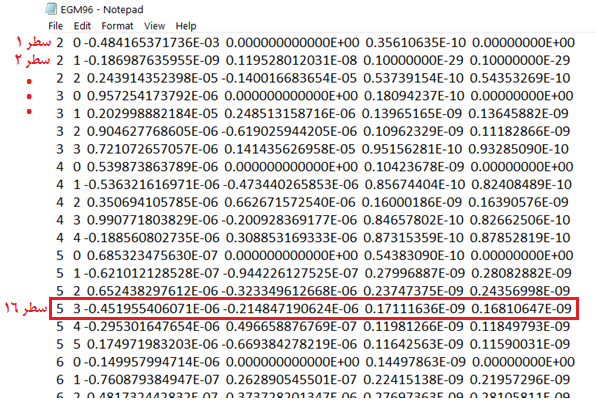 EGM96 - Notepad
File Edit Format View Help
سطر ۱ 2 0 -0.484165371736E-03 0.000000000000E+00 0.35610635E-10 0.00000000E+00
سطر ۲ 2 1 -0.186987635955E-09 0.119528012031E-08 0.10000000E-29 0.10000000E-29
2 2 0.243914352398E-05 -0.140016683654E-05 0.53739154E-10 0.54353269E-10
3 0 0.957254173792E-06 0.000000000000E+00 0.18094237E-10 0.00000000E+00
3 1 0.202998882184E-05 0.248513158716E-06 0.13965165E-09 0.13645882E-09
3 2 0.904627768605E-06 -0.619025944205E-06 0.10962329E-09 0.11182866E-09
3 3 0.721072657057E-06 0.141435626958E-05 0.95156281E-10 0.93285090E-10
4 0 0.539873863789E-06 0.000000000000E+00 0.10423678E-09 0.00000000E+00
4 1 -0.536321616971E-06 -0.473440265853E-06 0.85674404E-10 0.82408489E-10
4 2 0.350694105785E-06 0.662671572540E-06 0.16000186E-09 0.16390576E-09
4 3 0.990771803829E-06 -0.200928369177E-06 0.84657802E-10 0.82662506E-10
4 4 -0.188560802735E-06 0.308853169333E-06 0.87315359E-10 0.87852819E-10
5 0 0.685323475630E-07 0.000000000000E+00 0.54383090E-10 0.00000000E+00
5 1 -0.621012128528E-07 -0.944226127525E-07 0.27996887E-09 0.28082882E-09
5 2 0.652438297612E-06 -0.323349612668E-06 0.23747375E-09 0.24356998E-09
سطر ۱۶ 5 3 -0.451955406071E-06 -0.214847190624E-06 0.17111636E-09 0.16810647E-09
5 4 -0.295301647654E-06 0.496658876769E-07 0.11981266E-09 0.11849793E-09
5 5 0.174971983203E-06 -0.669384278219E-06 0.11642563E-09 0.11590031E-09
6 0 -0.149957994714E-06 0.000000000000E+00 0.14497863E-09 0.00000000E+00
6 1 -0.760879384947E-07 0.262890545501E-07 0.22415138E-09 0.21957296E-09
6 2 0.481732442832E-07 -0.373728201347E-06 0.27697363E-09 0.28105811E-09